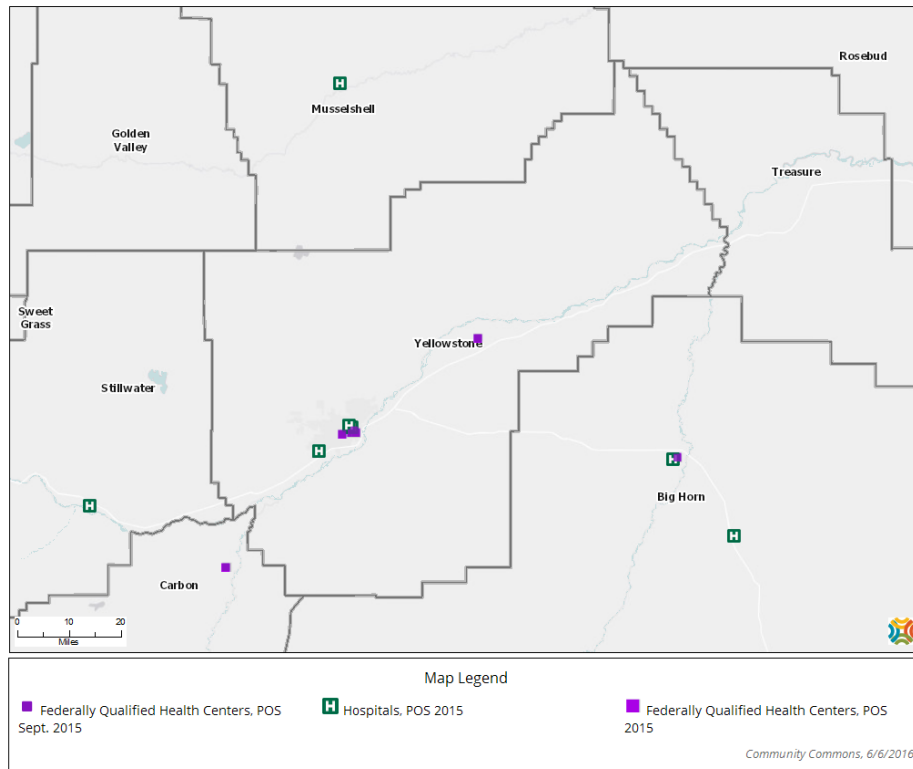 Rosebud
Musselshell
Golden
Valley
Treasure
Sweet
Grass
Yellowstone
Stillwater
H
H
H
H
H
H
Big Horn
Carbon
0 10 20
Miles
Map Legend
Federally Qualified Health Centers, POS
Sept. 2015
H Hospitals, POS 2015
Federally Qualified Health Centers, POS
2015
Community Commons, 6/6/2016